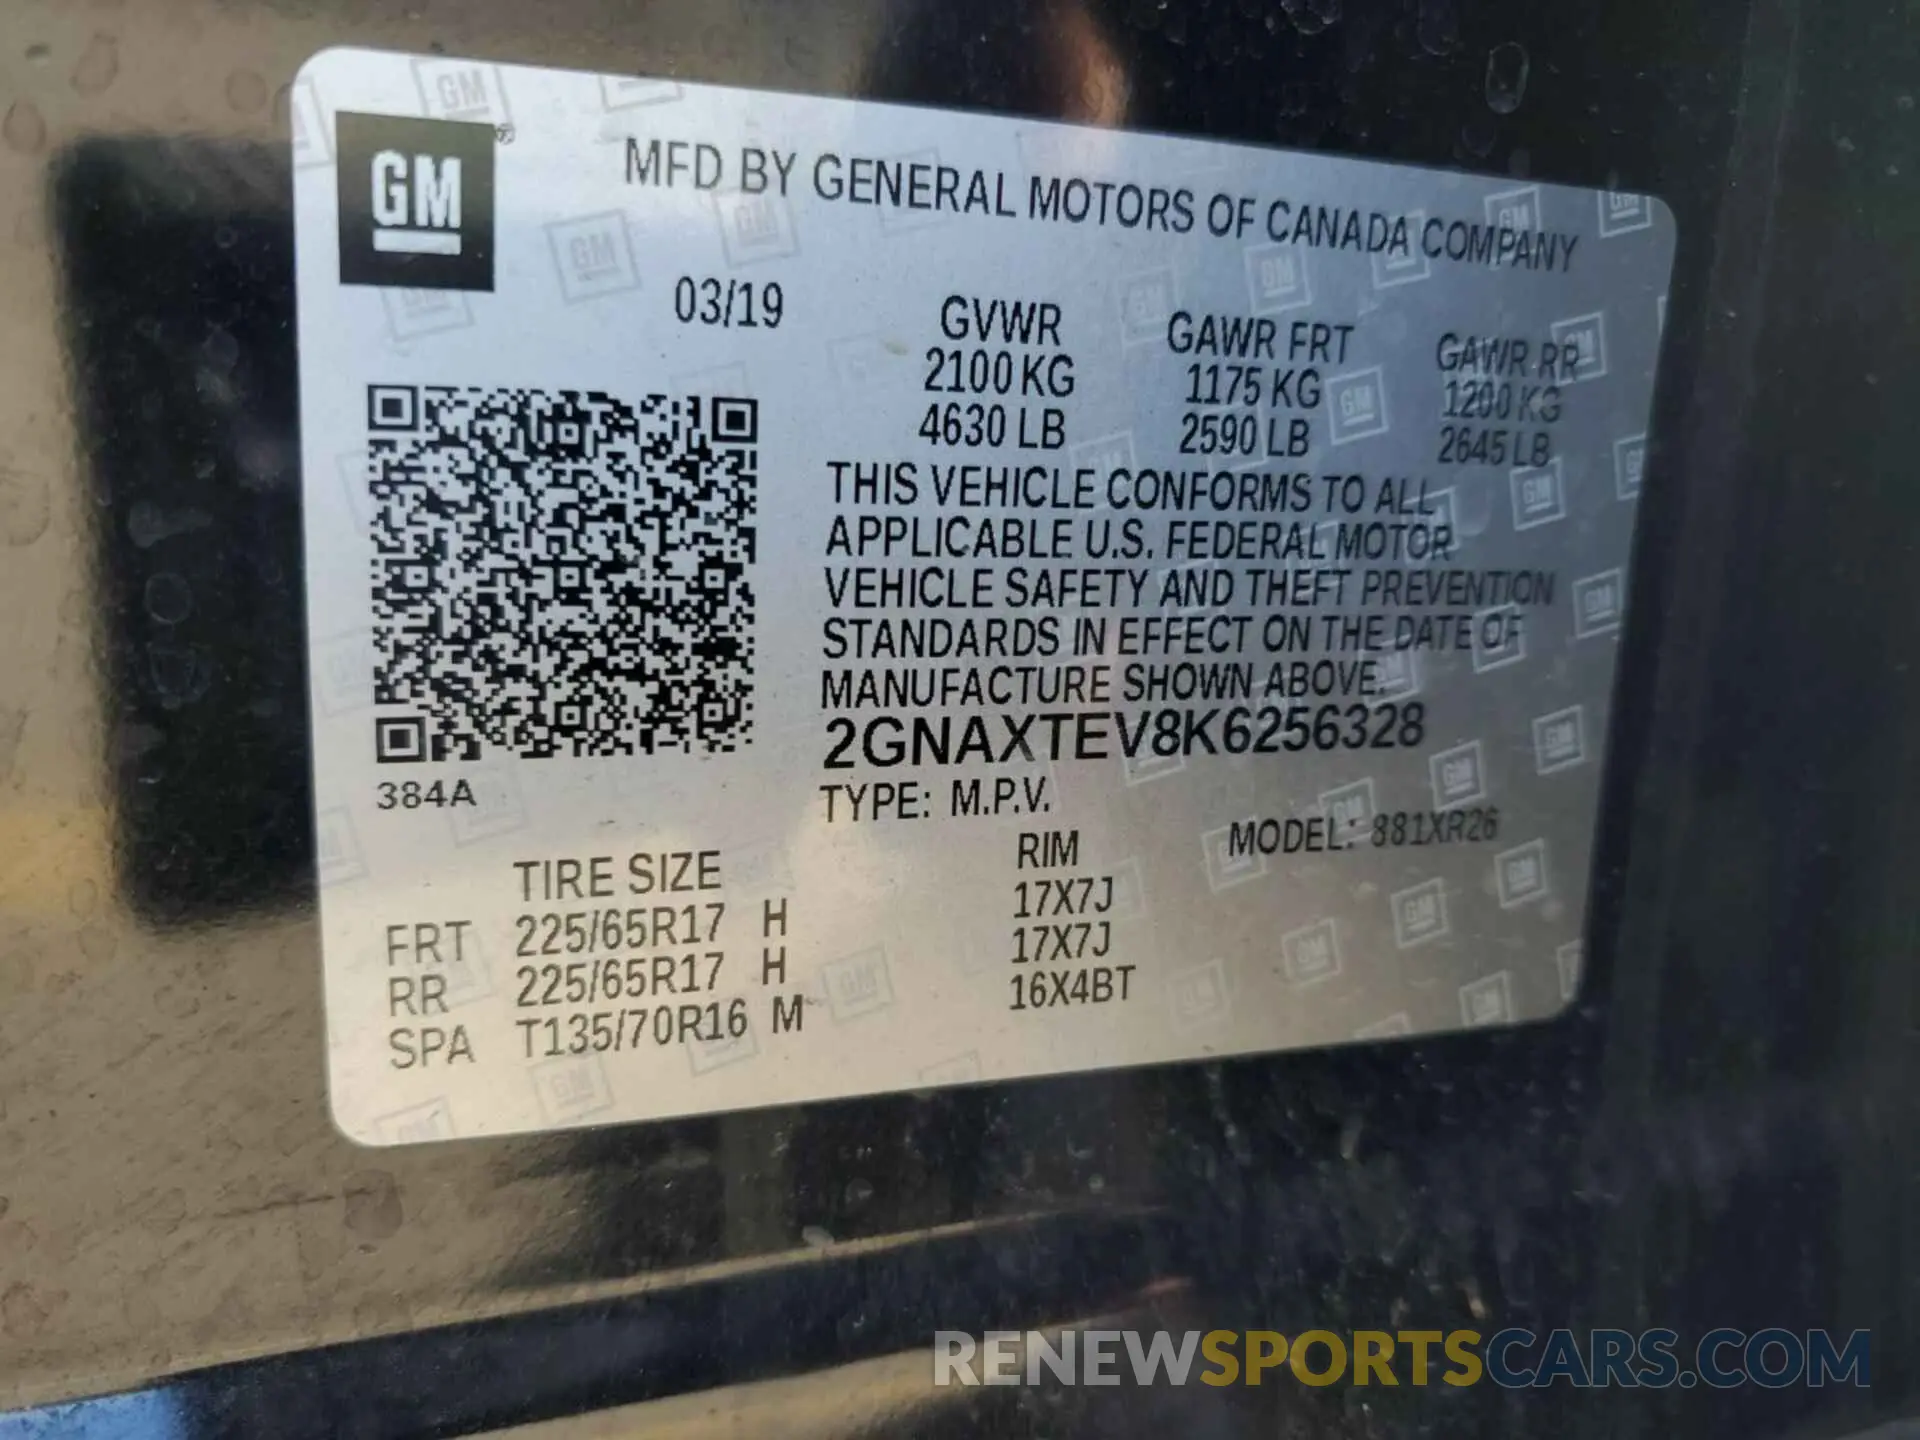 GM ®
MFD BY GENERAL MOTORS OF CANADA COMPANY
03/19
GVWR GAWR FRT GAWR RR
2100 KG 1175 KG 1200 KG
4630 LB 2590 LB 2645 LB
THIS VEHICLE CONFORMS TO ALL
APPLICABLE U.S. FEDERAL MOTOR
VEHICLE SAFETY AND THEFT PREVENTION
STANDARDS IN EFFECT ON THE DATE OF
MANUFACTURE SHOWN ABOVE.
2GNAXTEV8K6256328
384A
TYPE: M.P.V. MODEL: 881XR26
TIRE SIZE RIM
FRT 225/65R17 H 17X7J
RR 225/65R17 H 17X7J
SPA T135/70R16 M 16X4BT
RENEWSPORTSCARS.COM